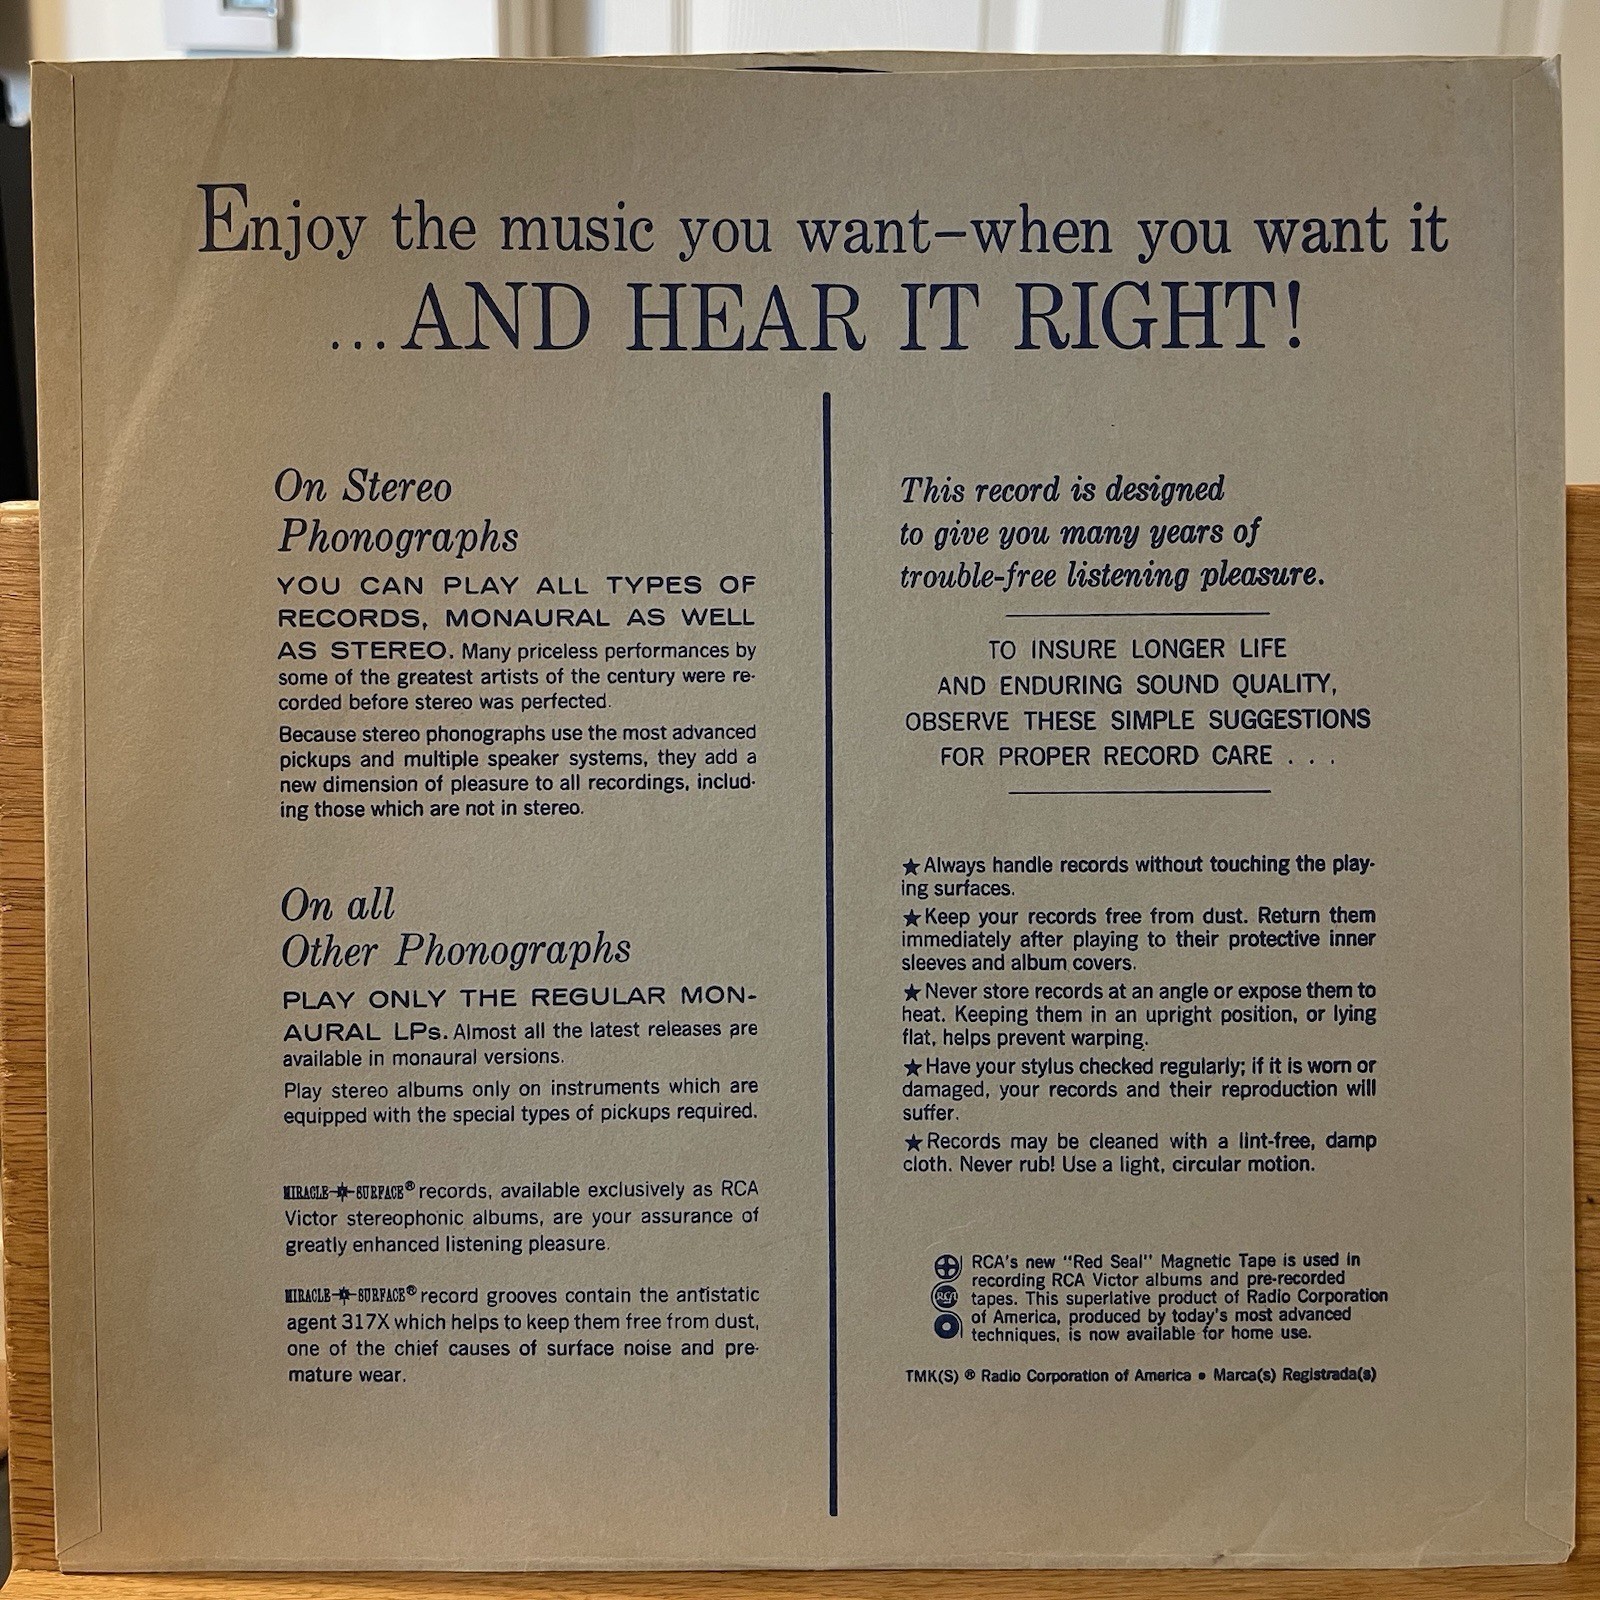 Enjoy the music you want–when you want it
...AND HEAR IT RIGHT!
On Stereo
Phonographs
YOU CAN PLAY ALL TYPES OF
RECORDS, MONAURAL AS WELL
AS STEREO. Many priceless performances by
some of the greatest artists of the century were re-
corded before stereo was perfected.
Because stereo phonographs use the most advanced
pickups and multiple speaker systems, they add a
new dimension of pleasure to all recordings, includ-
ing those which are not in stereo.
On all
Other Phonographs
PLAY ONLY THE REGULAR MON-
AURAL LPs. Almost all the latest releases are
available in monaural versions.
Play stereo albums only on instruments which are
equipped with the special types of pickups required.
MIRACLE SURFACE® records, available exclusively as RCA
Victor stereophonic albums, are your assurance of
greatly enhanced listening pleasure.
MIRACLE SURFACE® record grooves contain the antistatic
agent 317X which helps to keep them free from dust,
one of the chief causes of surface noise and pre-
mature wear.
This record is designed
to give you many years of
trouble-free listening pleasure.
TO INSURE LONGER LIFE
AND ENDURING SOUND QUALITY,
OBSERVE THESE SIMPLE SUGGESTIONS
FOR PROPER RECORD CARE . . .
★ Always handle records without touching the play-
ing surfaces.
★ Keep your records free from dust. Return them
immediately after playing to their protective inner
sleeves and album covers.
★ Never store records at an angle or expose them to
heat. Keeping them in an upright position, or lying
flat, helps prevent warping.
★ Have your stylus checked regularly; if it is worn or
damaged, your records and their reproduction will
suffer.
★ Records may be cleaned with a lint-free, damp
cloth. Never rub! Use a light, circular motion.
RCA
RCA's new "Red Seal" Magnetic Tape is used in
recording RCA Victor albums and pre-recorded
tapes. This superlative product of Radio Corporation
of America, produced by today's most advanced
techniques, is now available for home use.
TMK(S) ® Radio Corporation of America • Marca(s) Registrada(s)